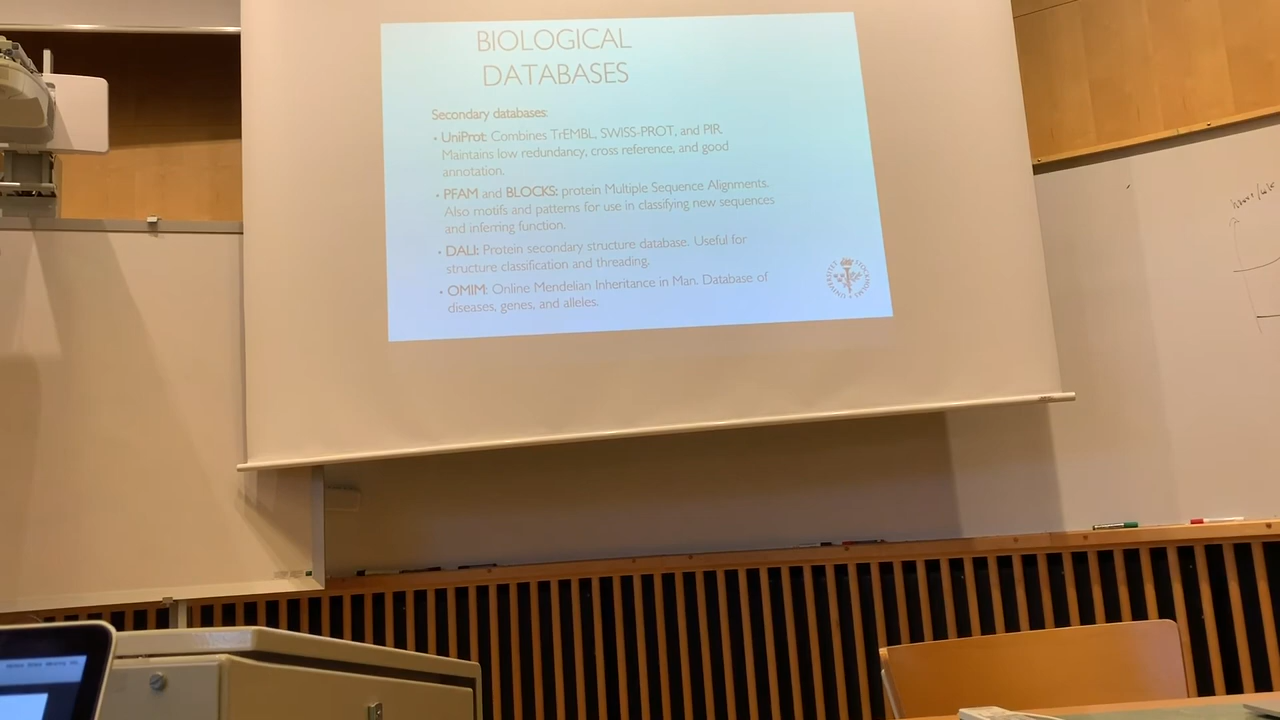 BIOLOGICAL
DATABASES
Secondary databases:
• UniProt: Combines TrEMBL, SWISS-PROT, and PIR.
Maintains low redundancy, cross reference, and good
annotation.
• PFAM and BLOCKS: protein Multiple Sequence Alignments.
Also motifs and patterns for use in classifying new sequences
and inferring function.
• DALI: Protein secondary structure database. Useful for
structure classification and threading.
• OMIM: Online Mendelian Inheritance in Man. Database of
diseases, genes, and alleles.
STOCKHOLMS
UNIVERSITET